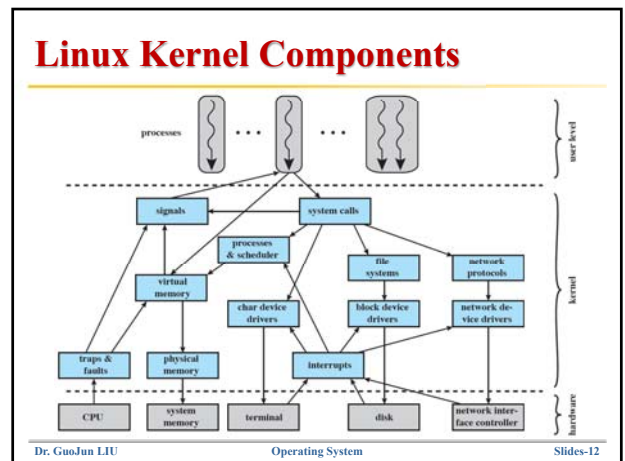 Linux Kernel Components
processes
user level
signals
system calls
processes
& scheduler
file
systems
network
protocols
virtual
memory
char device
drivers
block device
drivers
network de-
vice drivers
kernel
traps &
faults
physical
memory
interrupts
CPU
system
memory
terminal
disk
network inter-
face controller
hardware
Dr. GuoJun LIU
Operating System
Slides-12